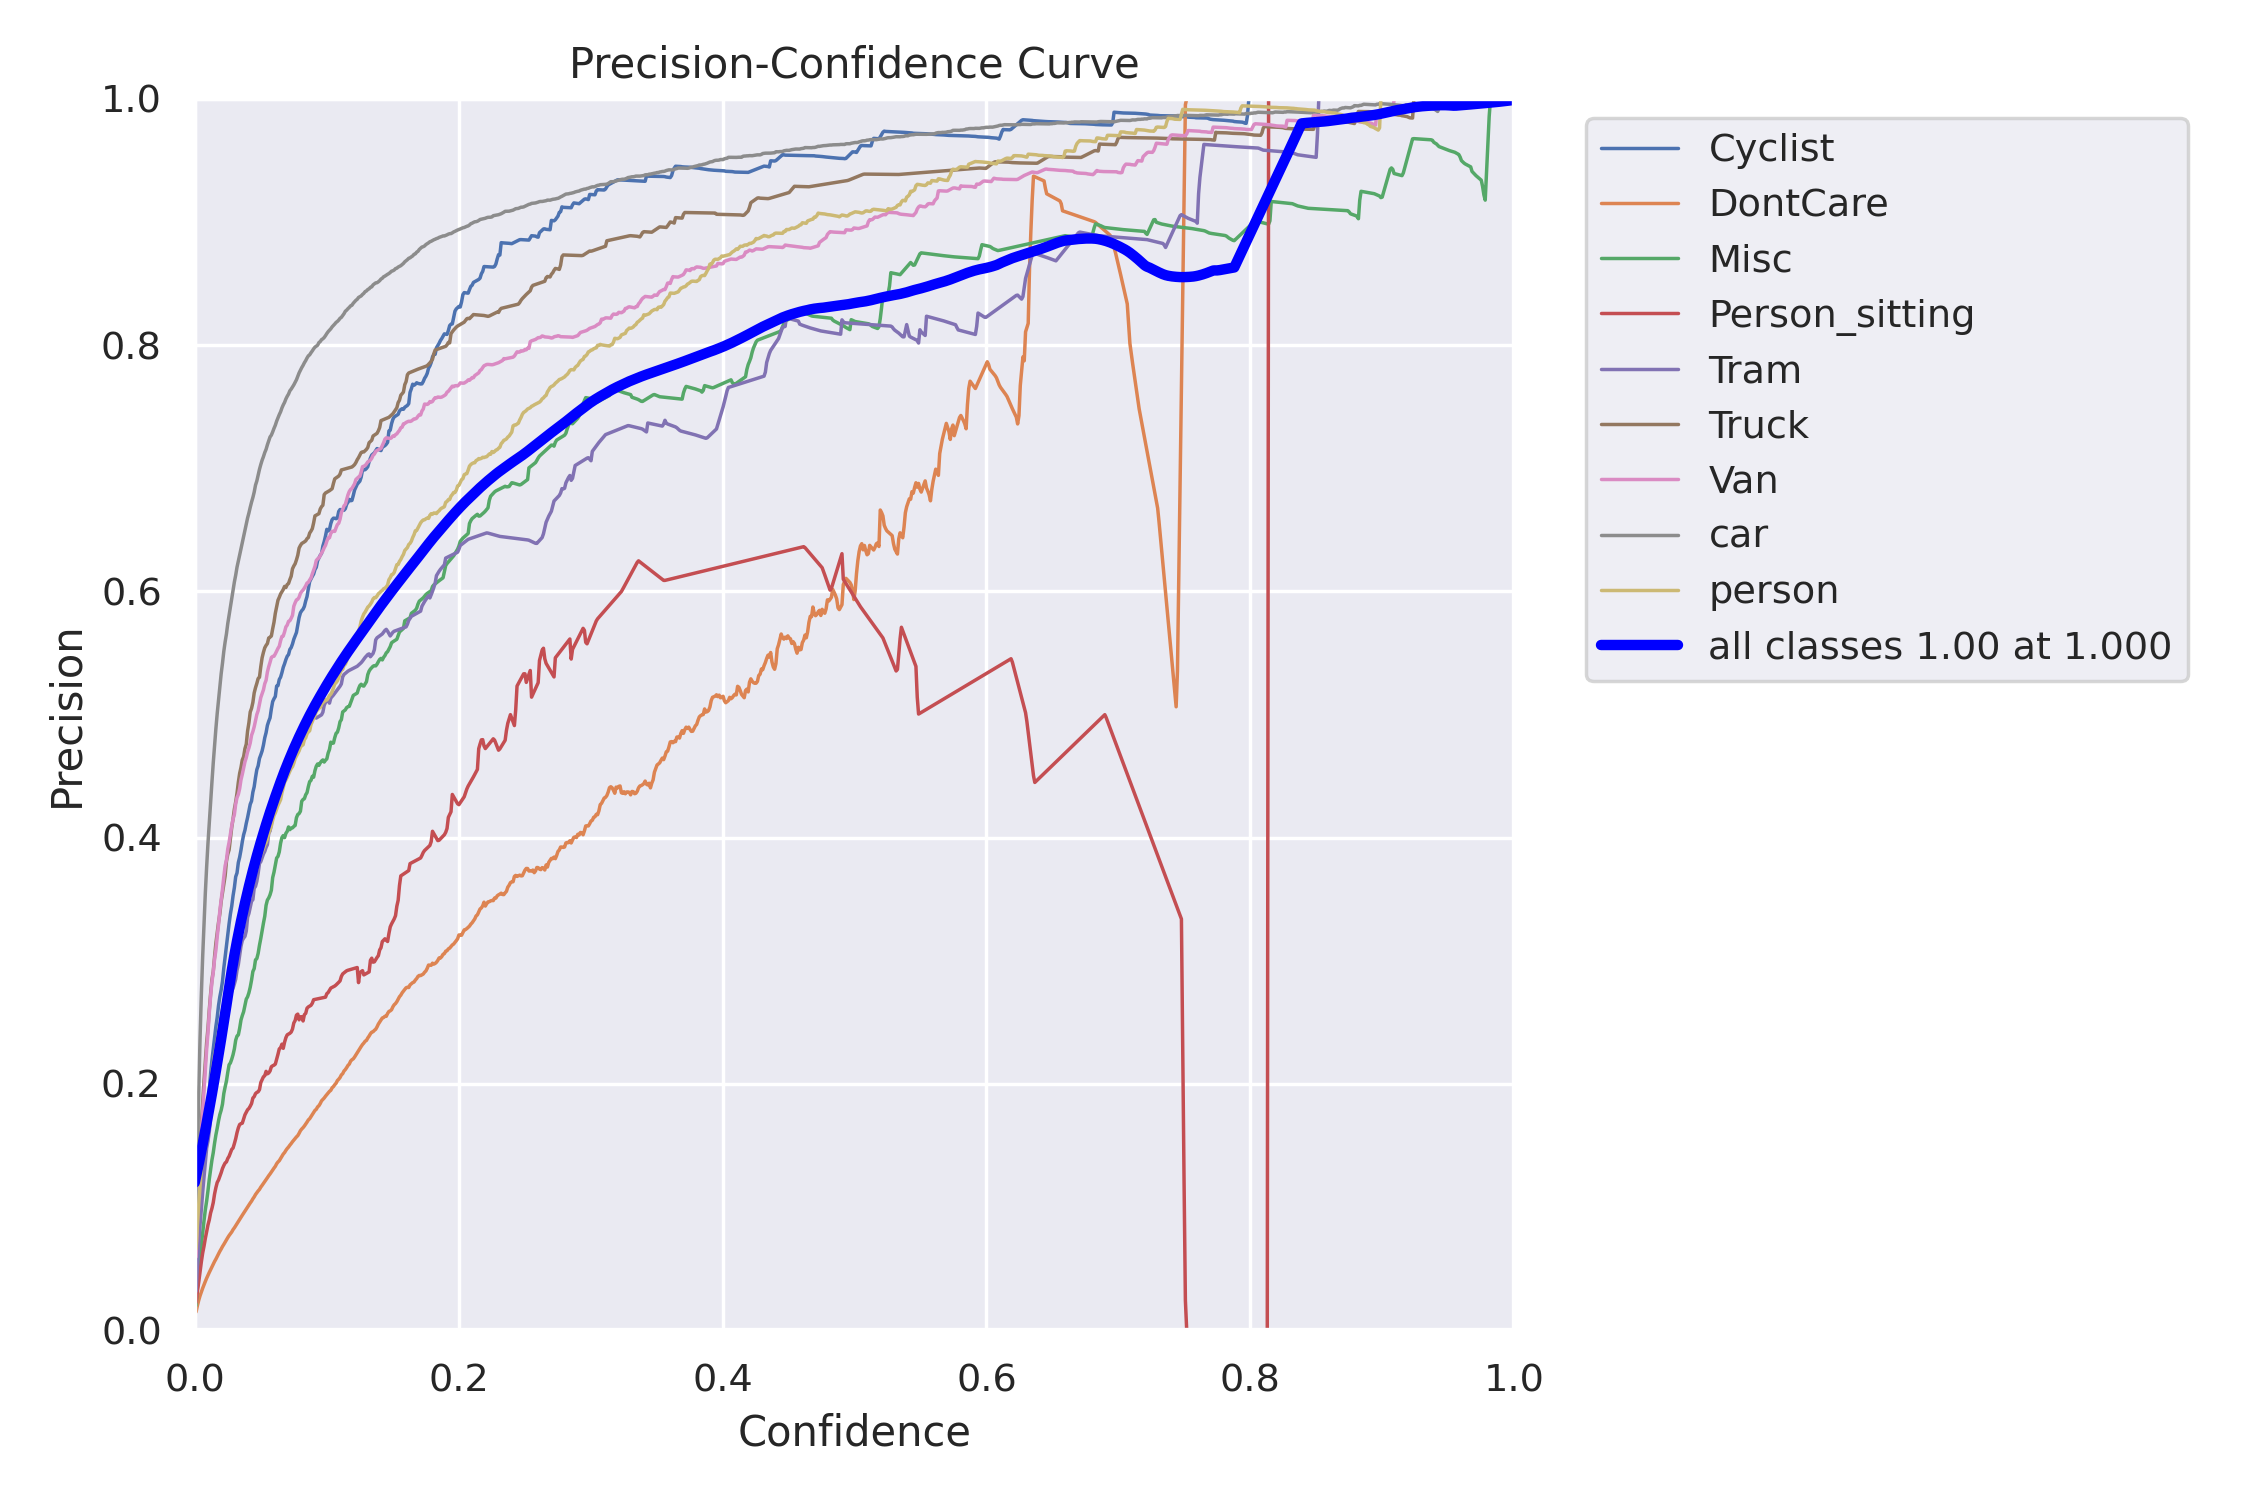 Precision-Confidence Curve
1.0
0.8
0.6
0.4
0.2
0.0
Precision
0.0 0.2 0.4 0.6 0.8 1.0
Confidence
Cyclist
DontCare
Misc
Person_sitting
Tram
Truck
Van
car
person
all classes 1.00 at 1.000